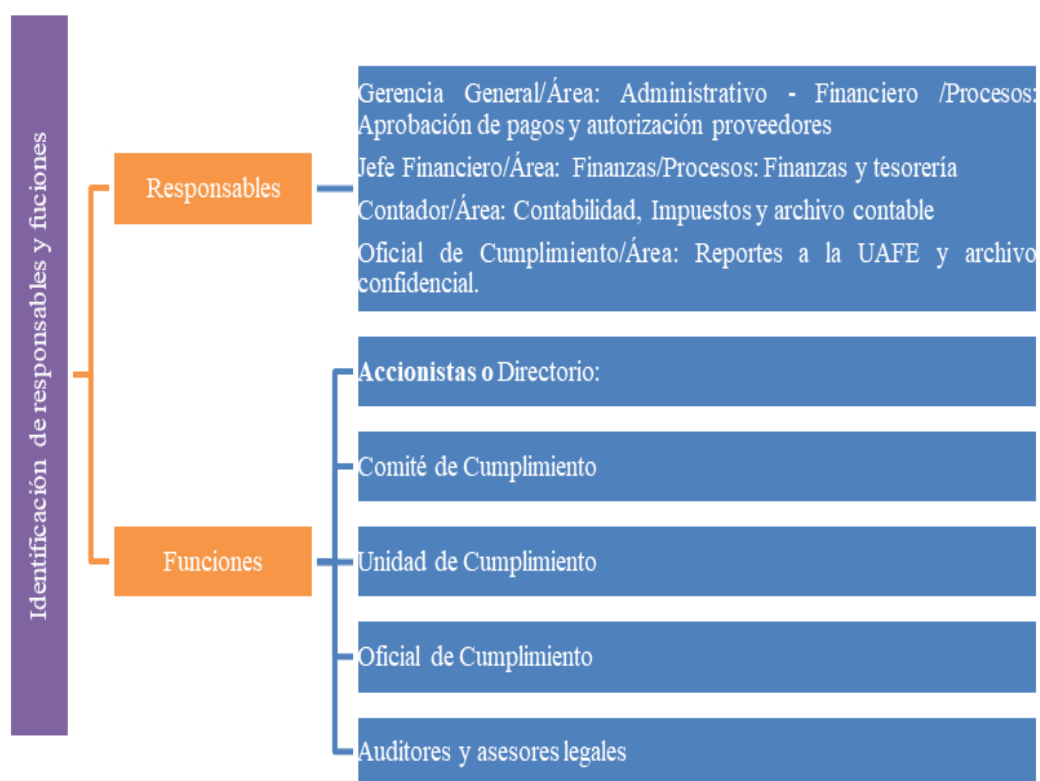 Identificación de responsables y fuciones
Responsables
Gerencia General/Área: Administrativo - Financiero /Procesos:
Aprobación de pagos y autorización proveedores
Jefe Financiero/Área: Finanzas/Procesos: Finanzas y tesorería
Contador/Área: Contabilidad, Impuestos y archivo contable
Oficial de Cumplimiento/Área: Reportes a la UAFE y archivo
confidencial.
Funciones
Accionistas o Directorio:
Comité de Cumplimiento
Unidad de Cumplimiento
Oficial de Cumplimiento
Auditores y asesores legales